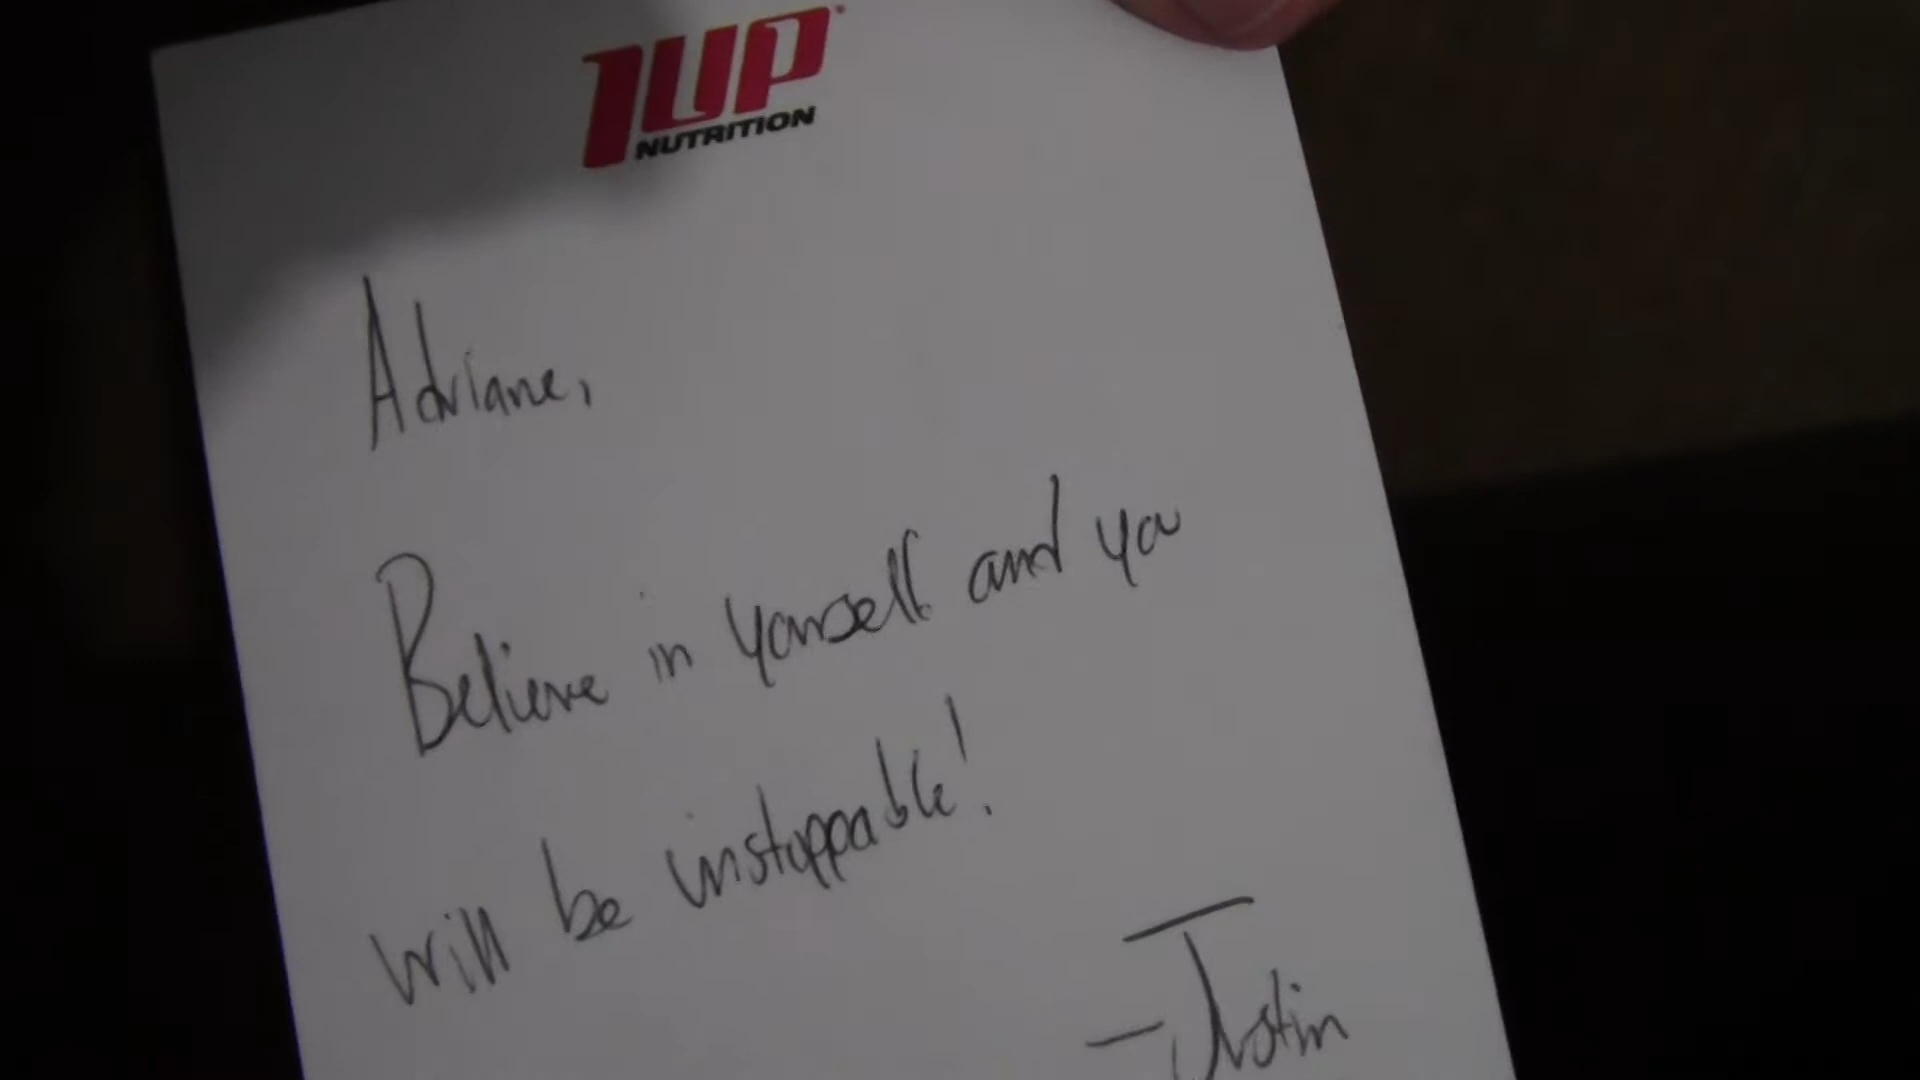 1UP
NUTRITION
Adriane,
Believe in yourself and you
will be unstoppable!
- Justin